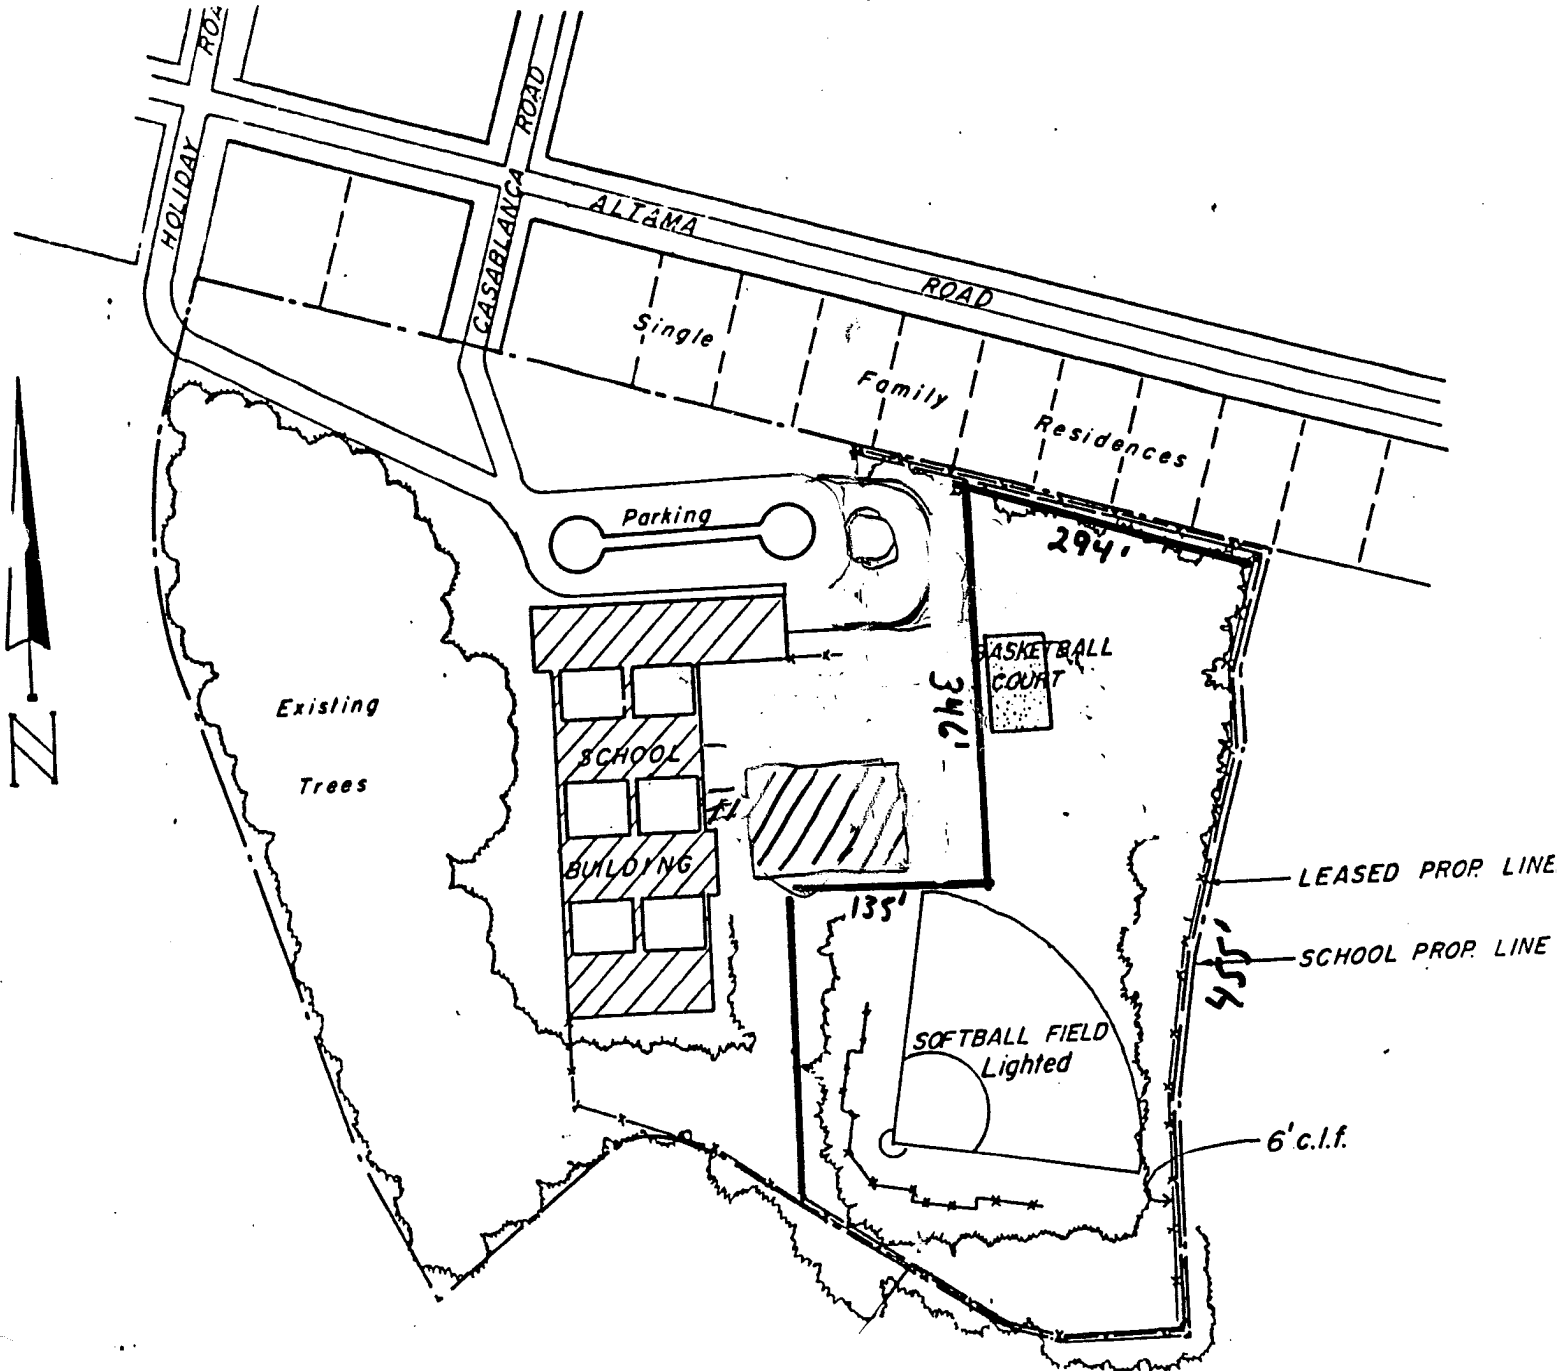 ROAD
HOLIDAY
ROAD
CASABLANCA
ALTAMA
ROAD
Single
Family
Residences
Parking
294'
BASKETBALL
COURT
346'
Existing
Trees
SCHOOL
BUILDING
135'
LEASED PROP. LINE
SCHOOL PROP. LINE
455'
SOFTBALL FIELD
Lighted
6' c.l.f.
N